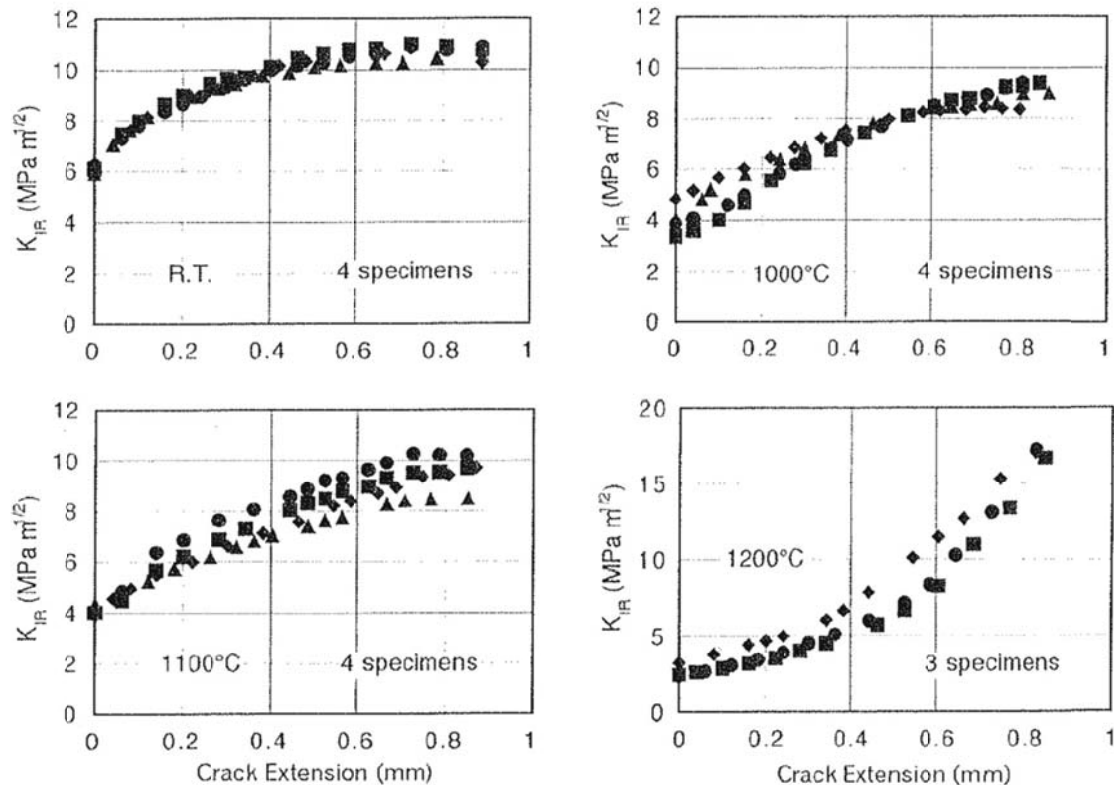 12
10
8
6
4
2
0
K_IR (MPa m^1/2)
R.T.
4 specimens
0 0.2 0.4 0.6 0.8 1
12
10
8
6
4
2
0
K_IR (MPa m^1/2)
1000°C
4 specimens
0 0.2 0.4 0.6 0.8 1
12
10
8
6
4
2
0
K_IR (MPa m^1/2)
1100°C
4 specimens
0 0.2 0.4 0.6 0.8 1
Crack Extension (mm)
20
15
10
5
0
K_IR (MPa m^1/2)
1200°C
3 specimens
0 0.2 0.4 0.6 0.8 1
Crack Extension (mm)